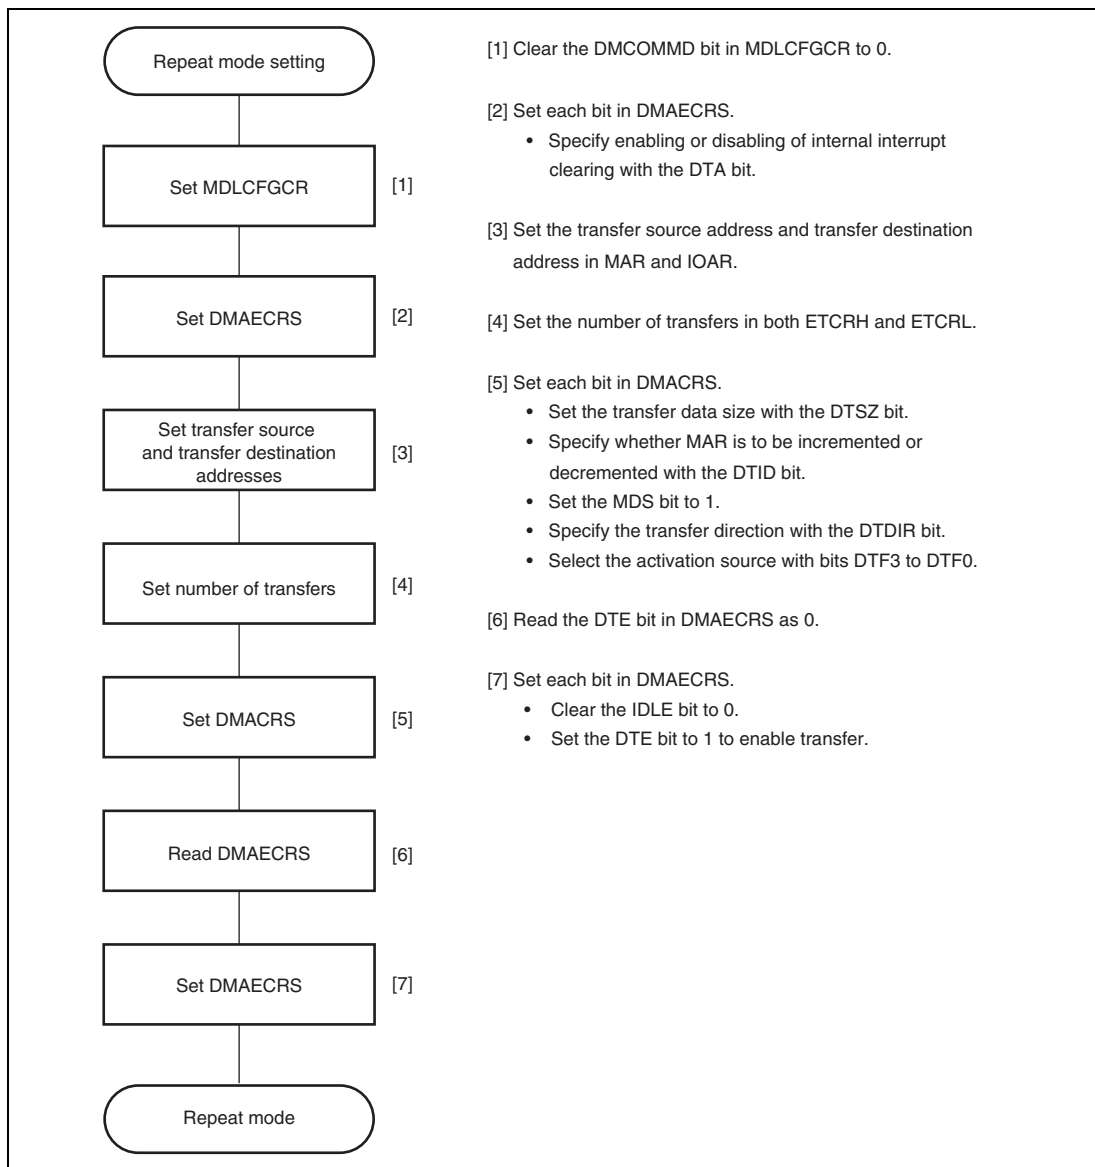 Repeat mode setting
Set MDLCFGCR
[1]
Set DMAECRS
[2]
Set transfer source
and transfer destination
addresses
[3]
Set number of transfers
[4]
Set DMACRS
[5]
Read DMAECRS
[6]
Set DMAECRS
[7]
Repeat mode
[1] Clear the DMCOMMD bit in MDLCFGCR to 0.
[2] Set each bit in DMAECRS.
• Specify enabling or disabling of internal interrupt
clearing with the DTA bit.
[3] Set the transfer source address and transfer destination
address in MAR and IOAR.
[4] Set the number of transfers in both ETCRH and ETCRL.
[5] Set each bit in DMACRS.
• Set the transfer data size with the DTSZ bit.
• Specify whether MAR is to be incremented or
decremented with the DTID bit.
• Set the MDS bit to 1.
• Specify the transfer direction with the DTDIR bit.
• Select the activation source with bits DTF3 to DTF0.
[6] Read the DTE bit in DMAECRS as 0.
[7] Set each bit in DMAECRS.
• Clear the IDLE bit to 0.
• Set the DTE bit to 1 to enable transfer.